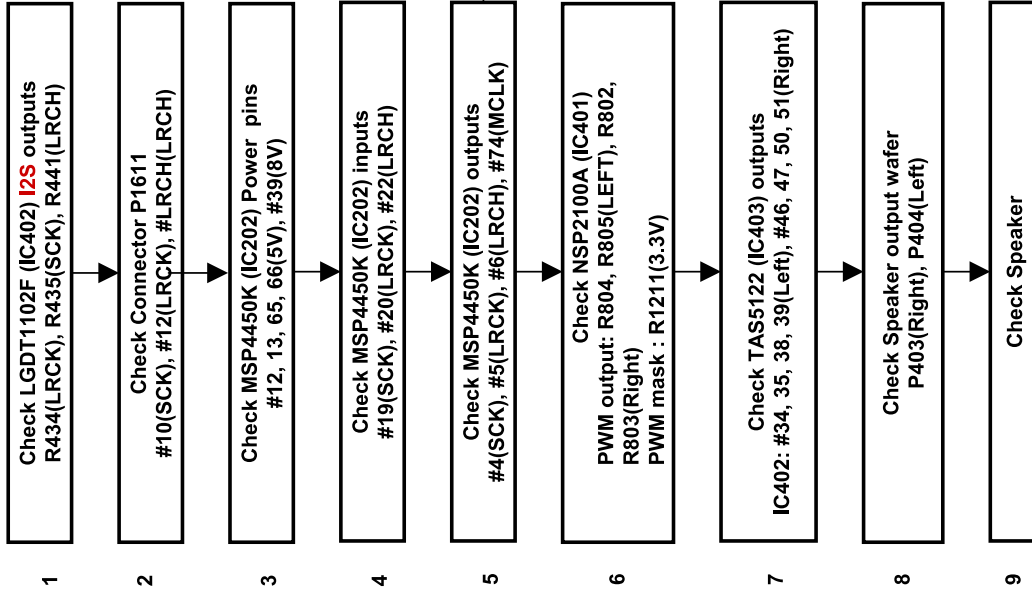 1
Check LGDT1102F (IC402) I2S outputs
R434(LRCK), R435(SCK), R441(LRCH)
2
Check Connector P1611
#10(SCK), #12(LRCK), #LRCH(LRCH)
3
Check MSP4450K (IC202) Power pins
#12, 13, 65, 66(5V), #39(8V)
4
Check MSP4450K (IC202) inputs
#19(SCK), #20(LRCK), #22(LRCH)
5
Check MSP4450K (IC202) outputs
#4(SCK), #5(LRCK), #6(LRCH), #74(MCLK)
6
Check NSP2100A (IC401)
PWM output: R804, R805(LEFT), R802,
R803(Right)
PWM mask : R1211(3.3V)
7
Check TAS5122 (IC403) outputs
IC402: #34, 35, 38, 39(Left), #46, 47, 50, 51(Right)
8
Check Speaker output wafer
P403(Right), P404(Left)
9
Check Speaker